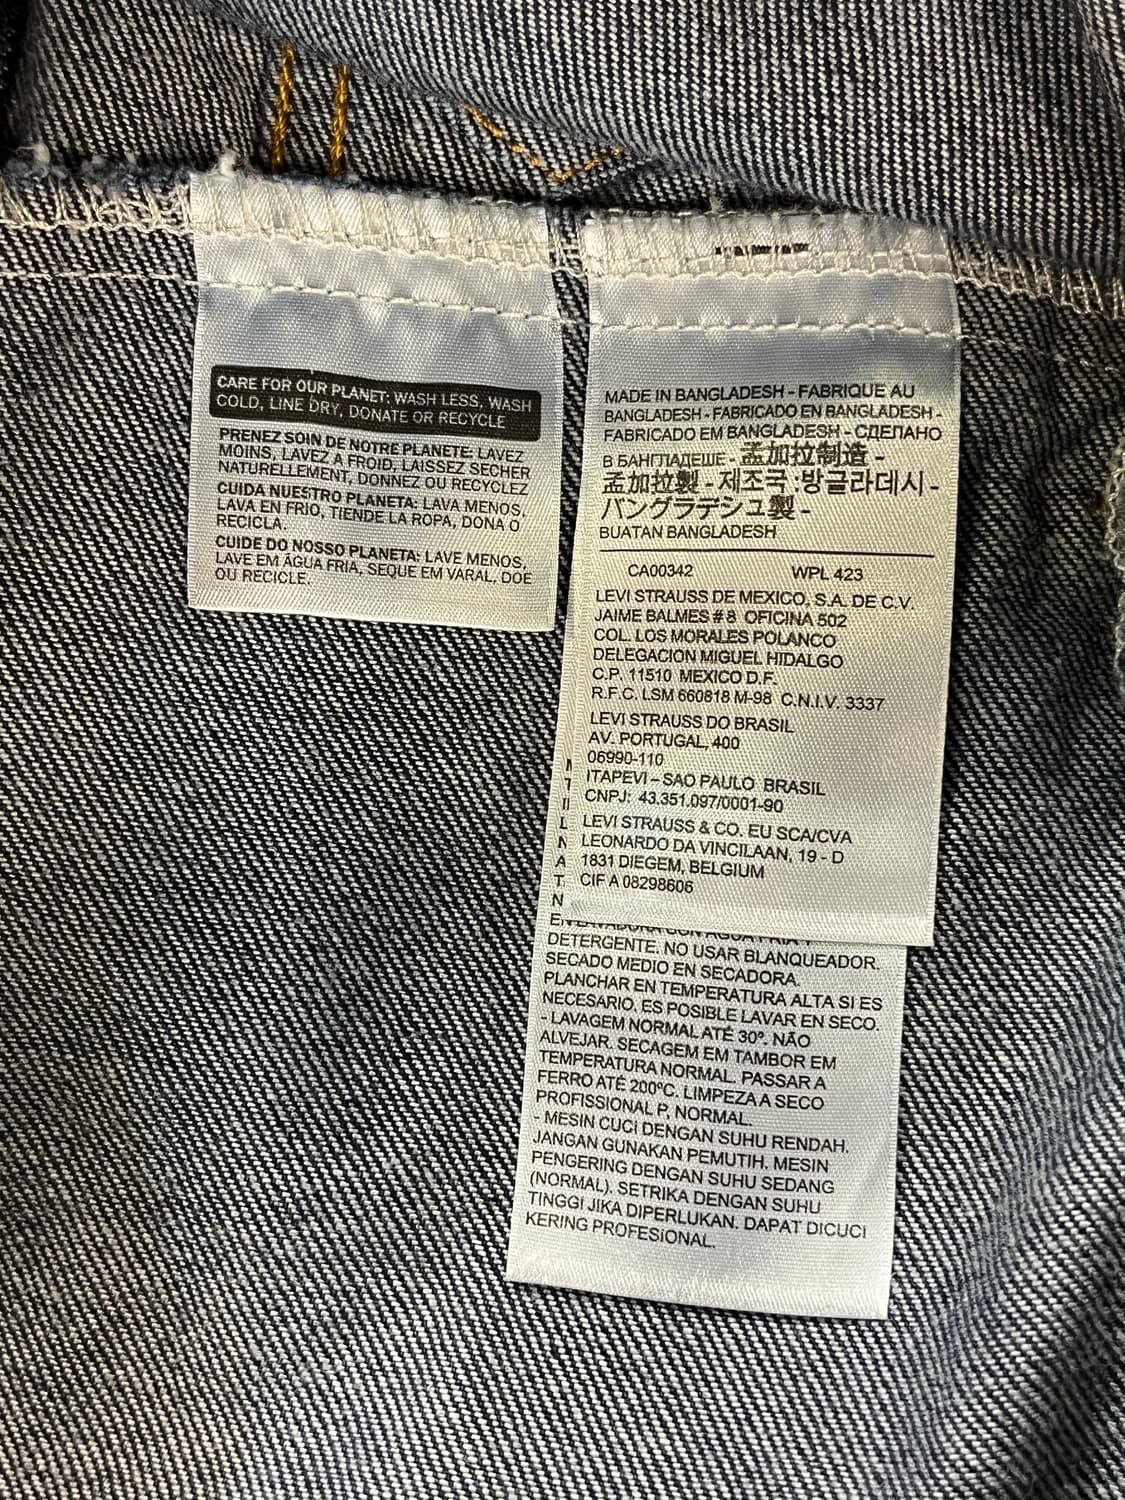 CARE FOR OUR PLANET: WASH LESS, WASH
COLD, LINE DRY, DONATE OR RECYCLE
PRENEZ SOIN DE NOTRE PLANETE: LAVEZ
MOINS, LAVEZ A FROID, LAISSEZ SECHER
NATURELLEMENT, DONNEZ OU RECYCLEZ
CUIDA NUESTRO PLANETA: LAVA MENOS,
LAVA EN FRIO, TIENDE LA ROPA, DONA O
RECICLA.
CUIDE DO NOSSO PLANETA: LAVE MENOS,
LAVE EM ÁGUA FRIA, SEQUE EM VARAL, DOE
OU RECICLE.
MADE IN BANGLADESH - FABRIQUE AU
BANGLADESH - FABRICADO EN BANGLADESH -
FABRICADO EM BANGLADESH - СДЕЛАНО
В БАНГЛАДЕШЕ - 孟加拉制造 -
孟加拉製 - 제조국 :방글라데시 -
バングラデシュ製 -
BUATAN BANGLADESH
CA00342 WPL 423
LEVI STRAUSS DE MEXICO, S.A. DE C.V.
JAIME BALMES # 8 OFICINA 502
COL. LOS MORALES POLANCO
DELEGACION MIGUEL HIDALGO
C.P. 11510 MEXICO D.F.
R.F.C. LSM 660818 M-98 C.N.I.V. 3337
LEVI STRAUSS DO BRASIL
AV. PORTUGAL, 400
06990-110
ITAPEVI – SAO PAULO BRASIL
CNPJ: 43.351.097/0001-90
LEVI STRAUSS & CO. EU SCA/CVA
LEONARDO DA VINCILAAN, 19 - D
1831 DIEGEM, BELGIUM
CIF A 08298606
DETERGENTE. NO USAR BLANQUEADOR.
SECADO MEDIO EN SECADORA.
PLANCHAR EN TEMPERATURA ALTA SI ES
NECESARIO, ES POSIBLE LAVAR EN SECO.
- LAVAGEM NORMAL ATÉ 30º. NÃO
ALVEJAR. SECAGEM EM TAMBOR EM
TEMPERATURA NORMAL. PASSAR A
FERRO ATÉ 200ºC. LIMPEZA A SECO
PROFISSIONAL P, NORMAL.
- MESIN CUCI DENGAN SUHU RENDAH.
JANGAN GUNAKAN PEMUTIH. MESIN
PENGERING DENGAN SUHU SEDANG
(NORMAL). SETRIKA DENGAN SUHU
TINGGI JIKA DIPERLUKAN. DAPAT DICUCI
KERING PROFESIONAL.